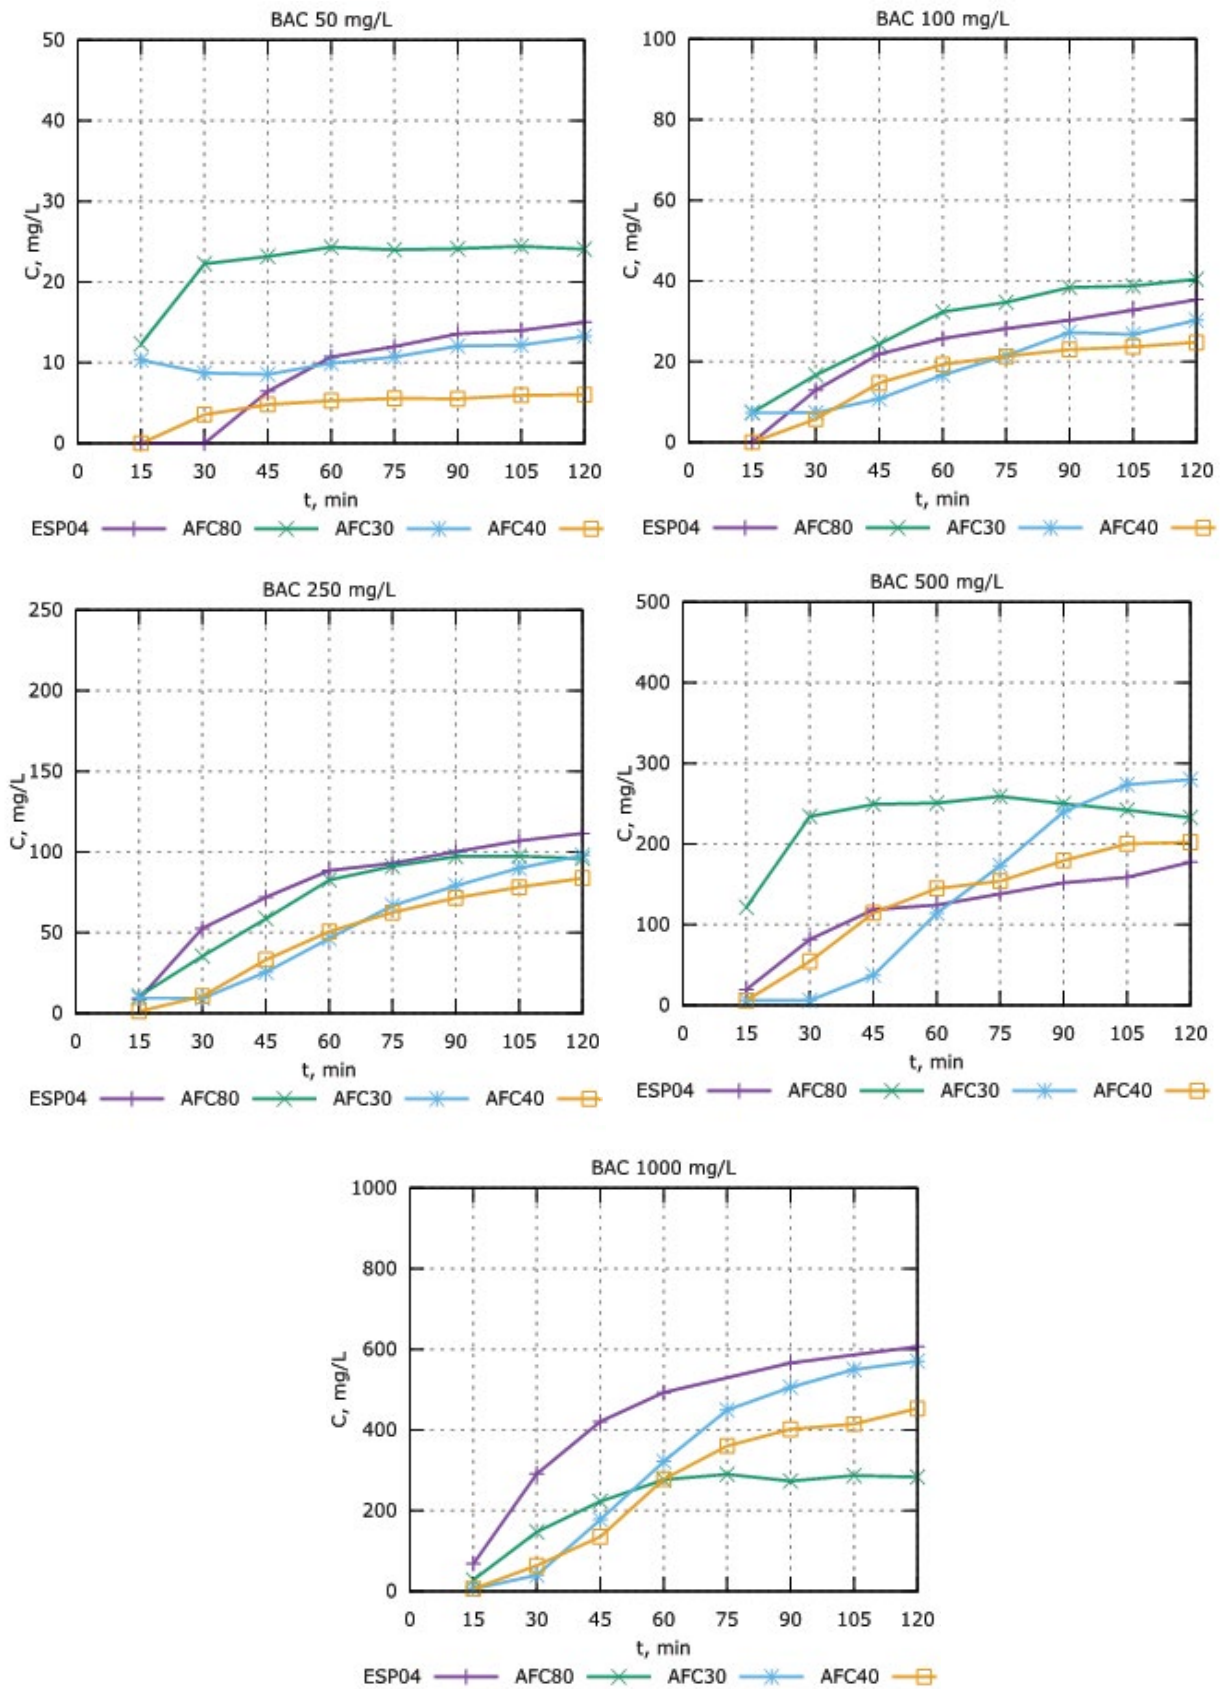 BAC 50 mg/L
50
40
30
20
10
0
C, mg/L
0 15 30 45 60 75 90 105 120
t, min
ESP04 AFC80 AFC30 AFC40
BAC 100 mg/L
100
80
60
40
20
0
C, mg/L
0 15 30 45 60 75 90 105 120
t, min
ESP04 AFC80 AFC30 AFC40
BAC 250 mg/L
250
200
150
100
50
0
C, mg/L
0 15 30 45 60 75 90 105 120
t, min
ESP04 AFC80 AFC30 AFC40
BAC 500 mg/L
500
400
300
200
100
0
C, mg/L
0 15 30 45 60 75 90 105 120
t, min
ESP04 AFC80 AFC30 AFC40
BAC 1000 mg/L
1000
800
600
400
200
0
C, mg/L
0 15 30 45 60 75 90 105 120
t, min
ESP04 AFC80 AFC30 AFC40